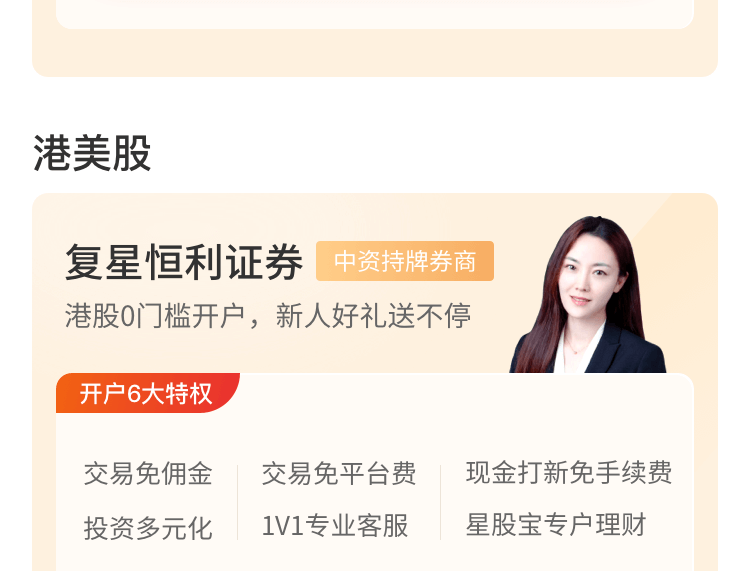 港美股
复星恒利证券 中资持牌券商
港股0门槛开户，新人好礼送不停
开户6大特权
交易免佣金 交易免平台费 现金打新免手续费
投资多元化 1V1专业客服 星股宝专户理财